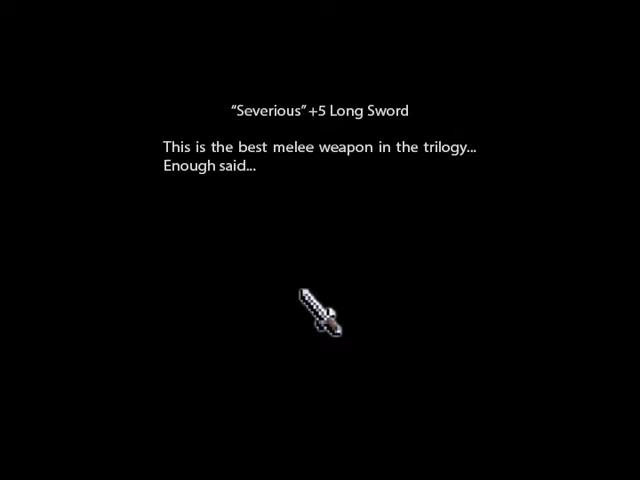 “Severious” +5 Long Sword
This is the best melee weapon in the trilogy...
Enough said...